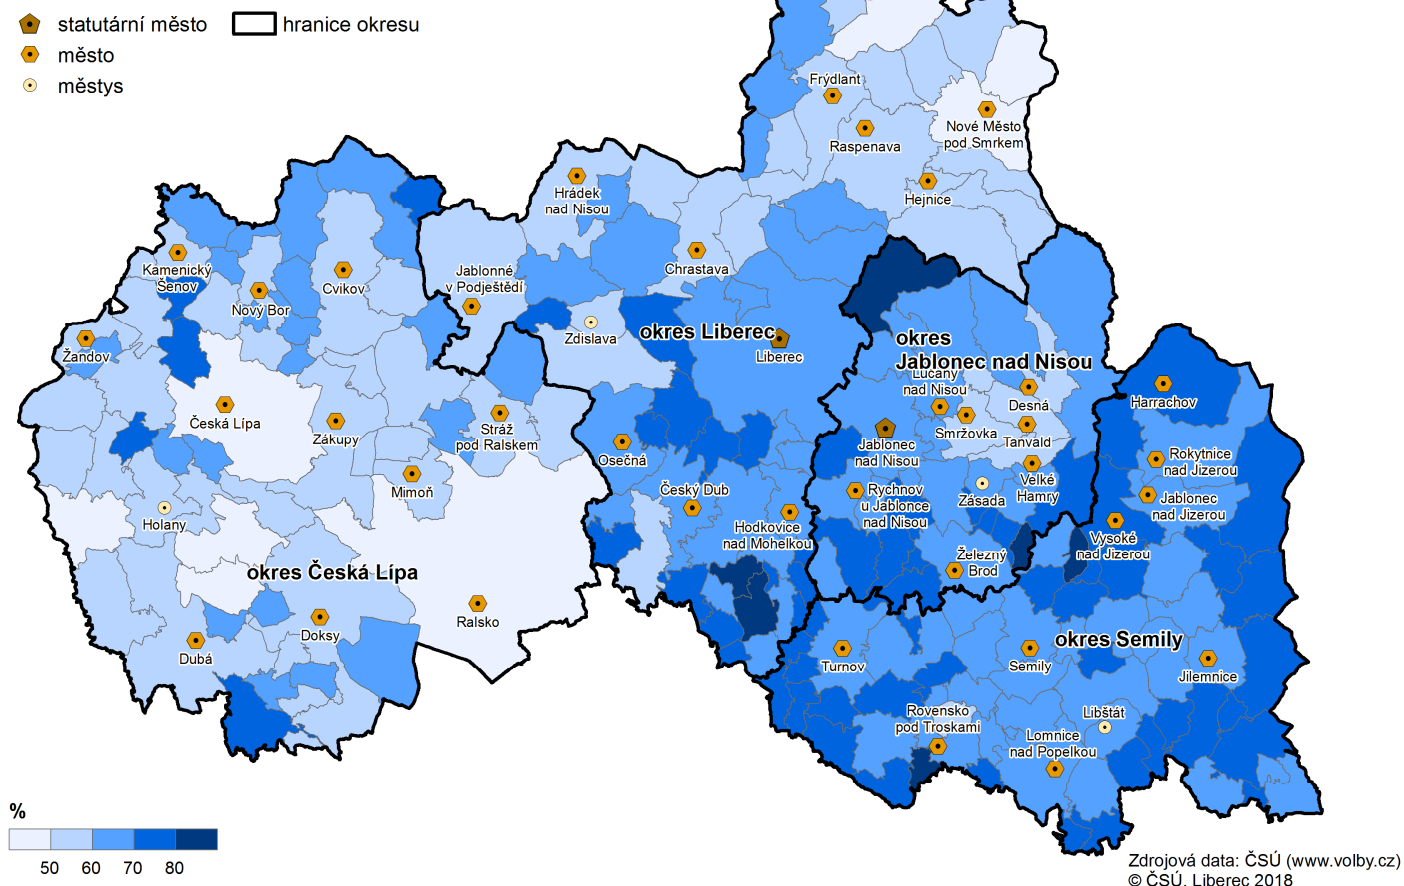 statutární město
hranice okresu
město
městys
Frýdlant
Nové Město
pod Smrkem
Raspenava
Hejnice
Hrádek
nad Nisou
Chrastava
Kamenický
Šenov
Nový Bor
Cvikov
Jablonné
v Podještědí
Zdislava
okres Liberec
Liberec
Žandov
okres
Jablonec nad Nisou
Lučany
nad Nisou
Desná
Harrachov
Česká Lípa
Zákupy
Stráž
pod Ralskem
Smržovka
Tanvald
Jablonec
nad Nisou
Osečná
Rokytnice
nad Jizerou
Mimoň
Český Dub
Rychnov
u Jablonce
nad Nisou
Zásada
Velké
Hamry
Jablonec
nad Jizerou
Holany
Hodkovice
nad Mohelkou
Vysoké
nad Jizerou
Železný
Brod
okres Česká Lípa
Ralsko
Doksy
Dubá
okres Semily
Turnov
Semily
Jilemnice
Rovensko
pod Troskami
Libštát
Lomnice
nad Popelkou
%
50 60 70 80
Zdrojová data: ČSÚ (www.volby.cz)
© ČSÚ, Liberec 2018